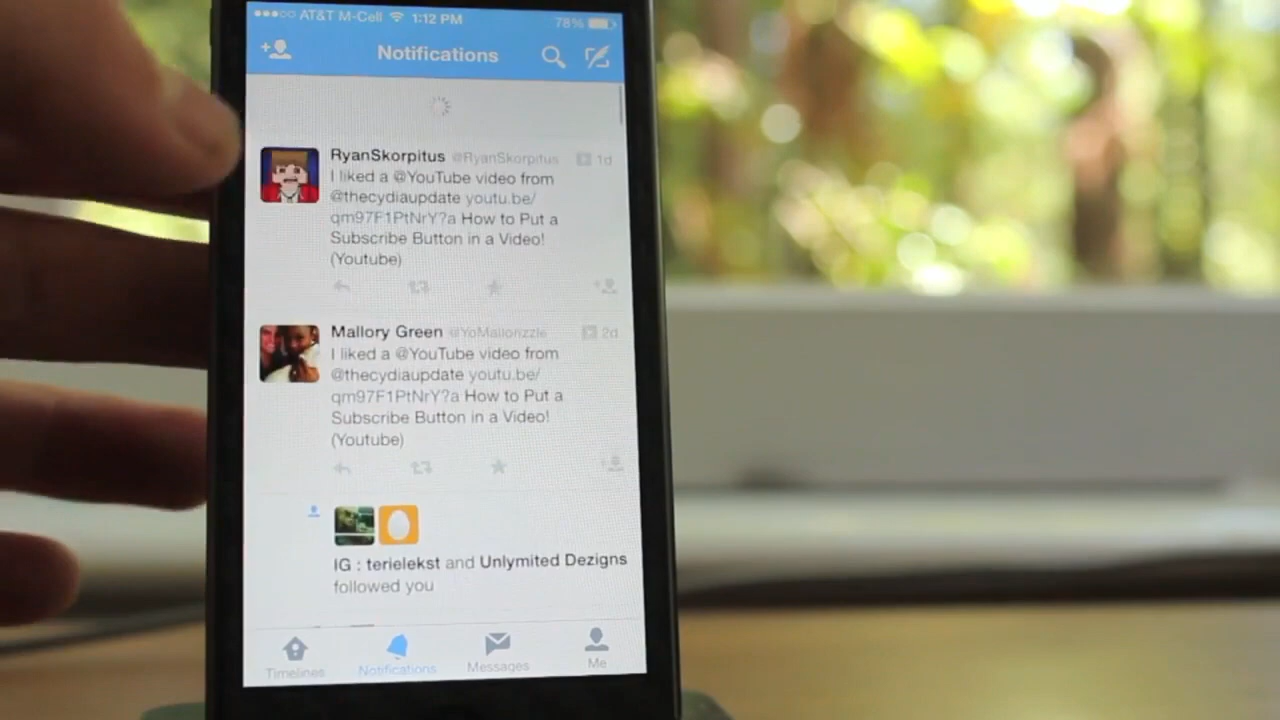 AT&T M-Cell 1:12 PM 78%
Notifications
RyanSkorpitus @RyanSkorpitus 1d
I liked a @YouTube video from
@thecydiaupdate youtu.be/
qm97F1PtNrY?a How to Put a
Subscribe Button in a Video!
(Youtube)
Mallory Green @YoMallorizzle 2d
I liked a @YouTube video from
@thecydiaupdate youtu.be/
qm97F1PtNrY?a How to Put a
Subscribe Button in a Video!
(Youtube)
IG : terielekst and Unlymited Dezigns
followed you
Timelines Notifications Messages Me